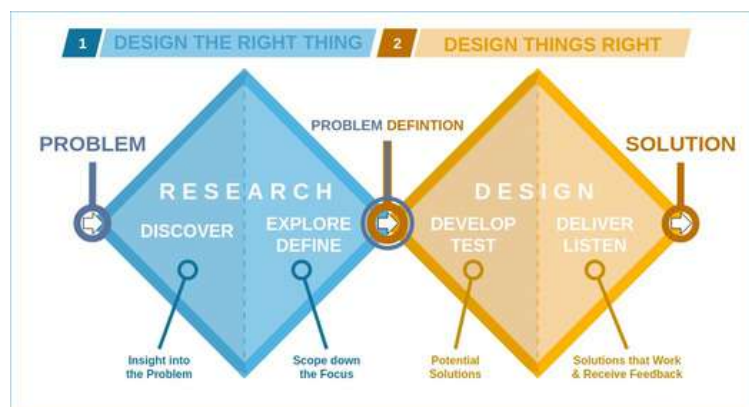 1 DESIGN THE RIGHT THING 2 DESIGN THINGS RIGHT
PROBLEM DEFINTION
PROBLEM
SOLUTION
RESEARCH
DESIGN
DISCOVER
EXPLORE
DEFINE
DEVELOP
TEST
DELIVER
LISTEN
Insight into
the Problem
Scope down
the Focus
Potential
Solutions
Solutions that Work
& Receive Feedback